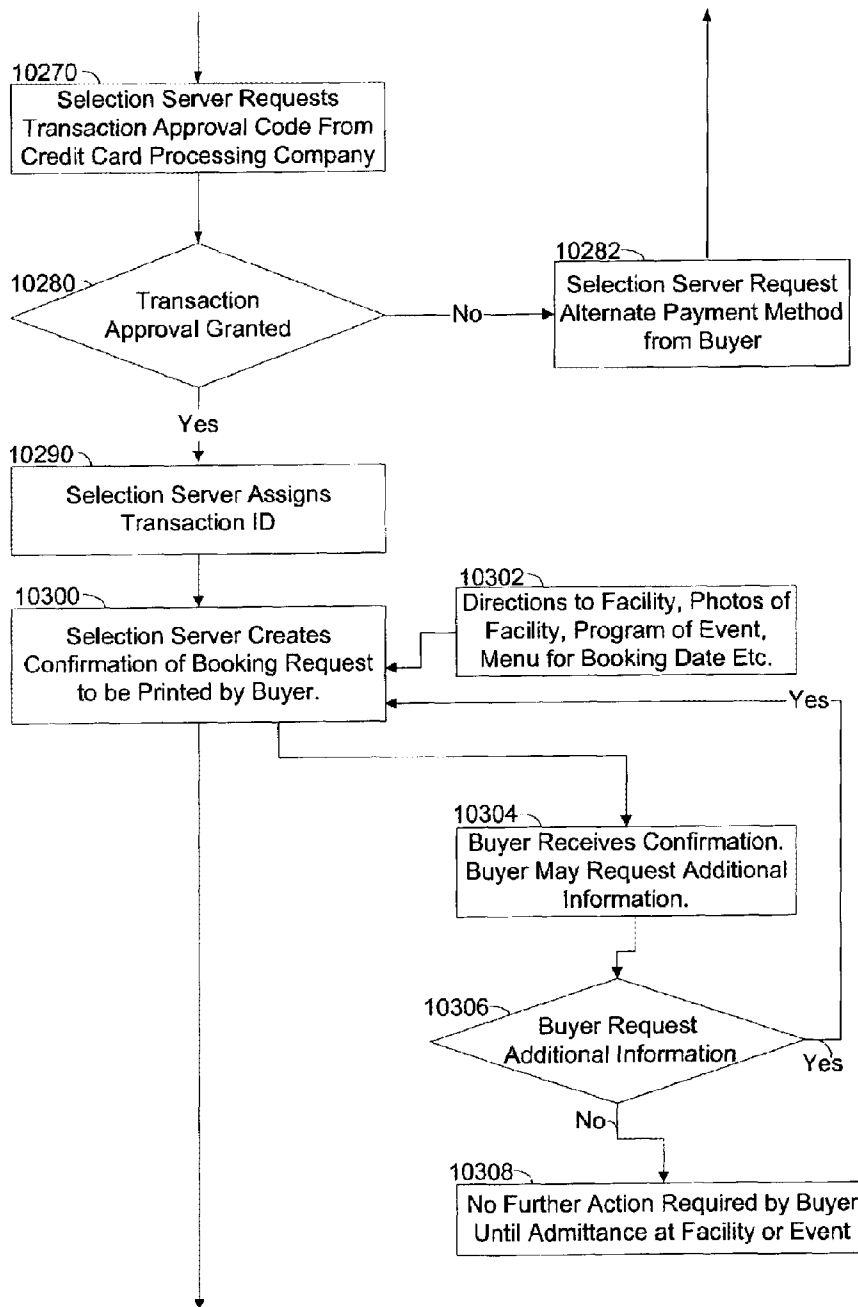 10270
Selection Server Requests
Transaction Approval Code From
Credit Card Processing Company
10280
Transaction
Approval Granted
No
10282
Selection Server Request
Alternate Payment Method
from Buyer
Yes
10290
Selection Server Assigns
Transaction ID
10300
Selection Server Creates
Confirmation of Booking Request
to be Printed by Buyer.
10302
Directions to Facility, Photos of
Facility, Program of Event,
Menu for Booking Date Etc.
Yes
10304
Buyer Receives Confirmation.
Buyer May Request Additional
Information.
10306
Buyer Request
Additional Information
Yes
No
10308
No Further Action Required by Buyer
Until Admittance at Facility or Event